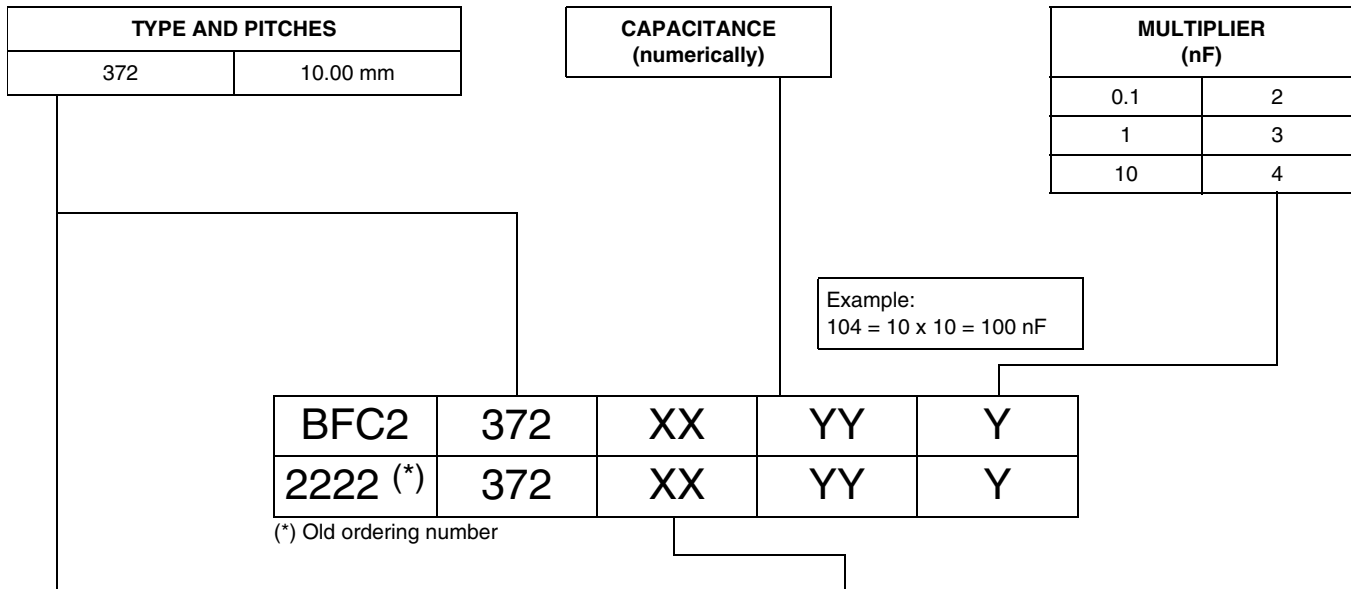 TYPE AND PITCHES
372 10.00 mm
CAPACITANCE
(numerically)
MULTIPLIER
(nF)
0.1 2
1 3
10 4
Example:
104 = 10 x 10 = 100 nF
BFC2 372 XX YY Y
2222 (*) 372 XX YY Y
(*) Old ordering number